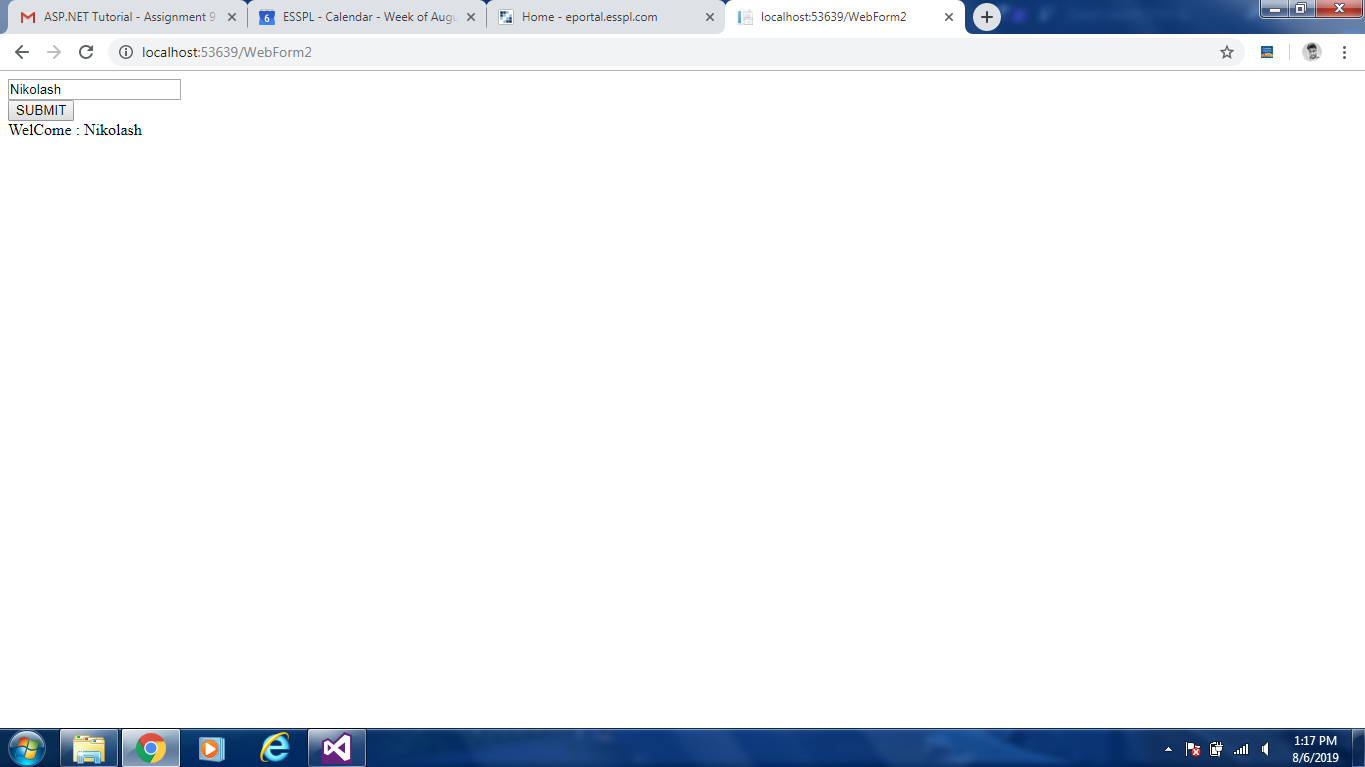 ASP.NET Tutorial - Assignment 9
ESSPL - Calendar - Week of Augu
Home - eportal.esspl.com
localhost:53639/WebForm2
localhost:53639/WebForm2
Nikolash
SUBMIT
WelCome : Nikolash
1:17 PM
8/6/2019